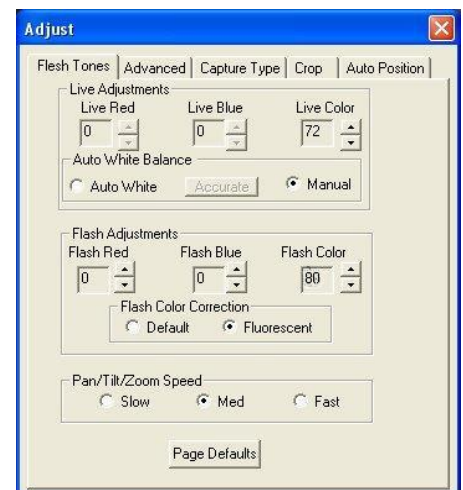 Adjust
Flesh Tones Advanced Capture Type Crop Auto Position
Live Adjustments
Live Red Live Blue Live Color
0 0 72
Auto White Balance
Auto White Accurate Manual
Flash Adjustments
Flash Red Flash Blue Flash Color
0 0 80
Flash Color Correction
Default Fluorescent
Pan/Tilt/Zoom Speed
Slow Med Fast
Page Defaults